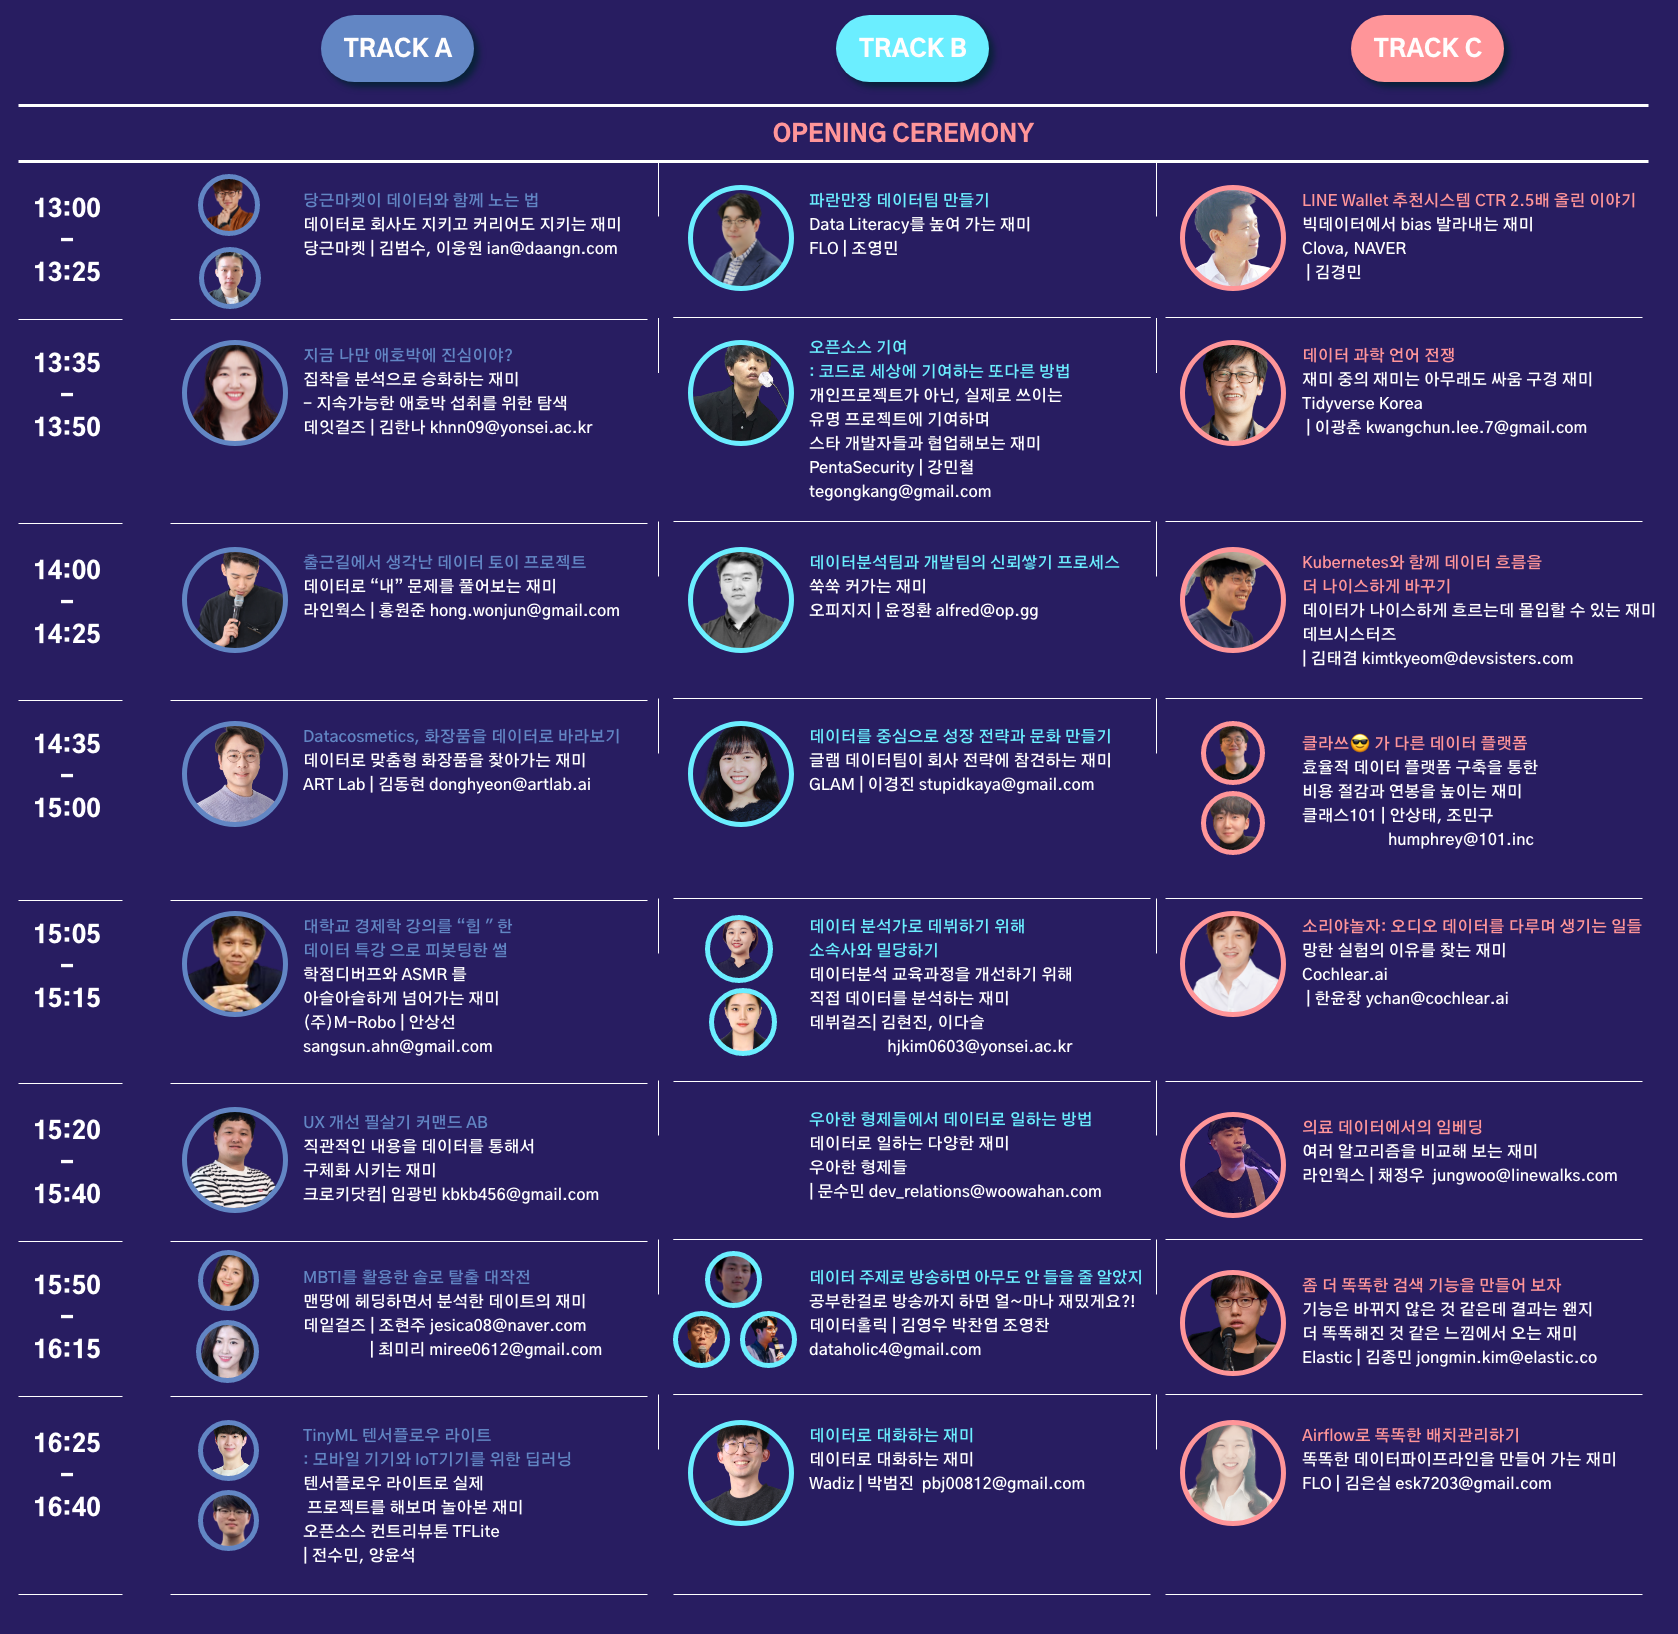 TRACK A
TRACK B
TRACK C
OPENING CEREMONY
13:00
–
13:25
당근마켓이 데이터와 함께 노는 법
데이터로 회사도 지키고 커리어도 지키는 재미
당근마켓 | 김범수, 이웅원 ian@daangn.com
파란만장 데이터팀 만들기
Data Literacy를 높여 가는 재미
FLO | 조영민
LINE Wallet 추천시스템 CTR 2.5배 올린 이야기
빅데이터에서 bias 발라내는 재미
Clova, NAVER
| 김경민
13:35
–
13:50
지금 나만 애호박에 진심이야?
집착을 분석으로 승화하는 재미
– 지속가능한 애호박 섭취를 위한 탐색
데잇걸즈 | 김한나 khnn09@yonsei.ac.kr
오픈소스 기여
: 코드로 세상에 기여하는 또다른 방법
개인프로젝트가 아닌, 실제로 쓰이는
유명 프로젝트에 기여하며
스타 개발자들과 협업해보는 재미
PentaSecurity | 강민철
tegongkang@gmail.com
데이터 과학 언어 전쟁
재미 중의 재미는 아무래도 싸움 구경 재미
Tidyverse Korea
| 이광춘 kwangchun.lee.7@gmail.com
14:00
–
14:25
출근길에서 생각난 데이터 토이 프로젝트
데이터로 “내” 문제를 풀어보는 재미
라인웍스 | 홍원준 hong.wonjun@gmail.com
데이터분석팀과 개발팀의 신뢰쌓기 프로세스
쑥쑥 커가는 재미
오피지지 | 윤정환 alfred@op.gg
Kubernetes와 함께 데이터 흐름을
더 나이스하게 바꾸기
데이터가 나이스하게 흐르는데 몰입할 수 있는 재미
데브시스터즈
| 김태겸 kimtkyeom@devsisters.com
14:35
–
15:00
Datacosmetics, 화장품을 데이터로 바라보기
데이터로 맞춤형 화장품을 찾아가는 재미
ART Lab | 김동현 donghyeon@artlab.ai
데이터를 중심으로 성장 전략과 문화 만들기
글램 데이터팀이 회사 전략에 참견하는 재미
GLAM | 이경진 stupidkaya@gmail.com
클라쓰😎 가 다른 데이터 플랫폼
효율적 데이터 플랫폼 구축을 통한
비용 절감과 연봉을 높이는 재미
클래스101 | 안상태, 조민구
humphrey@101.inc
15:05
–
15:15
대학교 경제학 강의를 “힙 ” 한
데이터 특강 으로 피봇팅한 썰
학점디버프와 ASMR 를
아슬아슬하게 넘어가는 재미
(주)M-Robo | 안상선
sangsun.ahn@gmail.com
데이터 분석가로 데뷔하기 위해
소속사와 밀당하기
데이터분석 교육과정을 개선하기 위해
직접 데이터를 분석하는 재미
데뷔걸즈| 김현진, 이다슬
hjkim0603@yonsei.ac.kr
소리야놀자: 오디오 데이터를 다루며 생기는 일들
망한 실험의 이유를 찾는 재미
Cochlear.ai
| 한윤창 ychan@cochlear.ai
15:20
–
15:40
UX 개선 필살기 커맨드 AB
직관적인 내용을 데이터를 통해서
구체화 시키는 재미
크로키닷컴| 임광빈 kbkb456@gmail.com
우아한 형제들에서 데이터로 일하는 방법
데이터로 일하는 다양한 재미
우아한 형제들
| 문수민 dev_relations@woowahan.com
의료 데이터에서의 임베딩
여러 알고리즘을 비교해 보는 재미
라인웍스 | 채정우 jungwoo@linewalks.com
15:50
–
16:15
MBTI를 활용한 솔로 탈출 대작전
맨땅에 헤딩하면서 분석한 데이트의 재미
데잍걸즈 | 조현주 jesica08@naver.com
| 최미리 miree0612@gmail.com
데이터 주제로 방송하면 아무도 안 들을 줄 알았지
공부한걸로 방송까지 하면 얼~마나 재밌게요?!
데이터홀릭 | 김영우 박찬엽 조영찬
dataholic4@gmail.com
좀 더 똑똑한 검색 기능을 만들어 보자
기능은 바뀌지 않은 것 같은데 결과는 왠지
더 똑똑해진 것 같은 느낌에서 오는 재미
Elastic | 김종민 jongmin.kim@elastic.co
16:25
–
16:40
TinyML 텐서플로우 라이트
: 모바일 기기와 IoT기기를 위한 딥러닝
텐서플로우 라이트로 실제
프로젝트를 해보며 놀아본 재미
오픈소스 컨트리뷰톤 TFLite
| 전수민, 양윤석
데이터로 대화하는 재미
데이터로 대화하는 재미
Wadiz | 박범진 pbj00812@gmail.com
Airflow로 똑똑한 배치관리하기
똑똑한 데이터파이프라인을 만들어 가는 재미
FLO | 김은실 esk7203@gmail.com